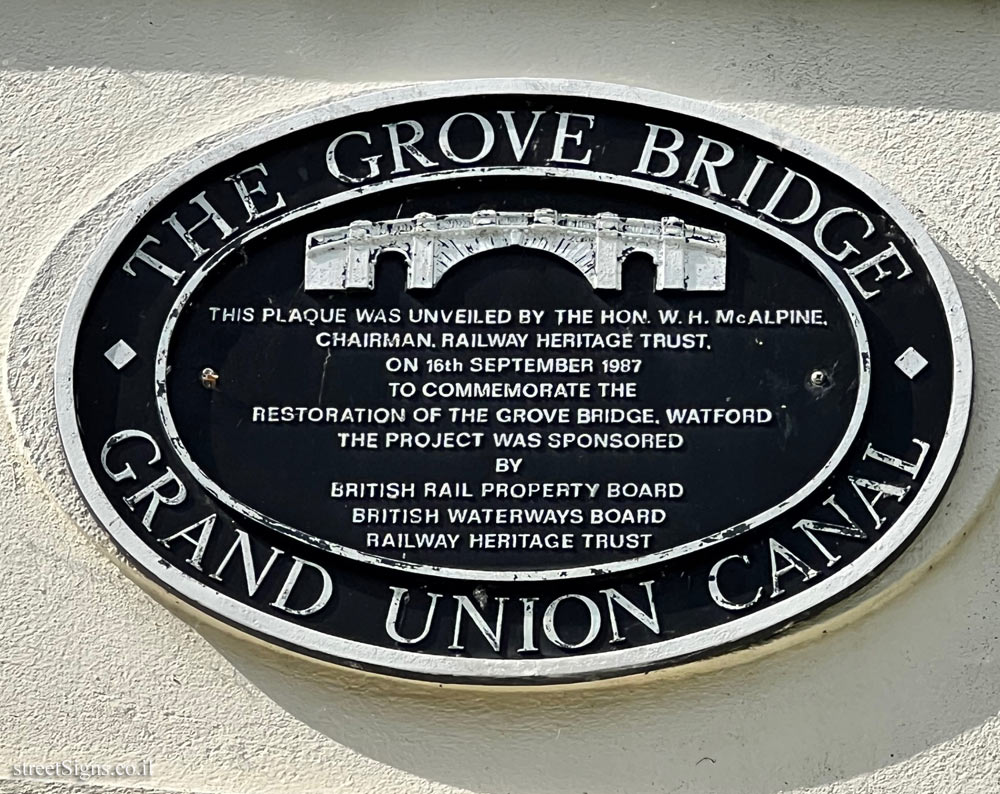 THE GROVE BRIDGE
THIS PLAQUE WAS UNVEILED BY THE HON. W. H. McALPINE,
CHAIRMAN, RAILWAY HERITAGE TRUST,
ON 16th SEPTEMBER 1987
TO COMMEMORATE THE
RESTORATION OF THE GROVE BRIDGE, WATFORD
THE PROJECT WAS SPONSORED
BY
BRITISH RAIL PROPERTY BOARD
BRITISH WATERWAYS BOARD
RAILWAY HERITAGE TRUST
GRAND UNION CANAL
streetSigns.co.il